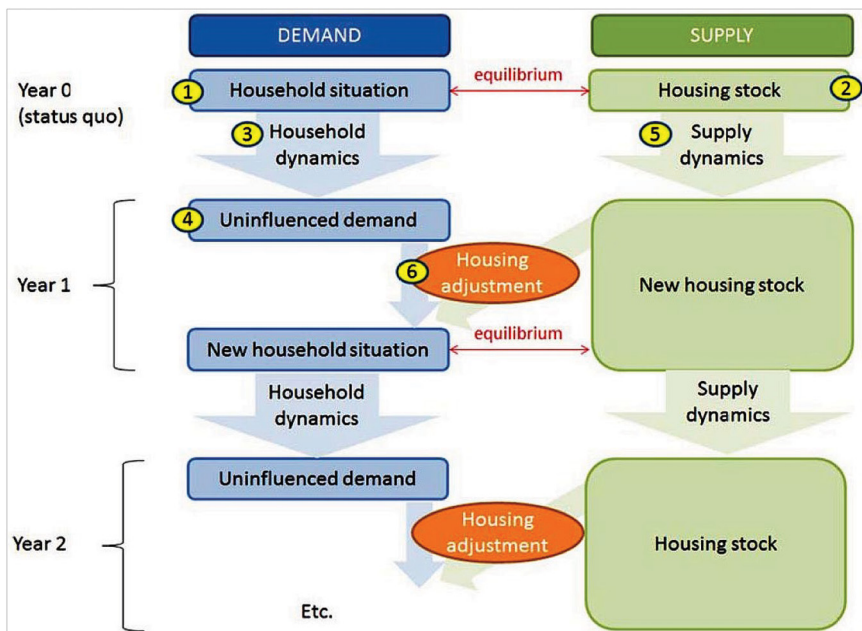 DEMAND
SUPPLY
Year 0
(status quo)
1
Household situation
equilibrium
Housing stock
2
3
Household
dynamics
5
Supply
dynamics
Year 1
4
Uninfluenced demand
6
Housing
adjustment
New housing stock
New household situation
equilibrium
Household
dynamics
Supply
dynamics
Year 2
Uninfluenced demand
Housing
adjustment
Housing stock
Etc.